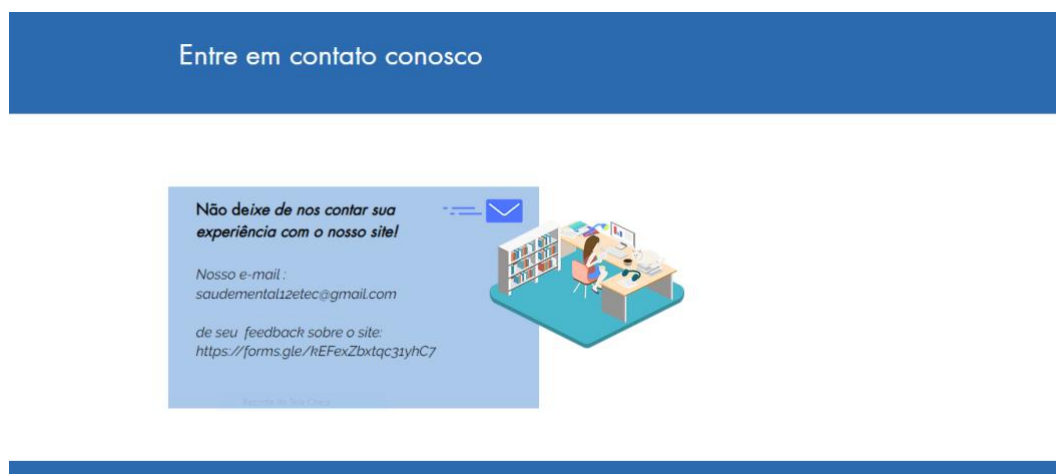 Entre em contato conosco
Não deixe de nos contar sua
experiência com o nosso site!
Nosso e-mail :
saudemental12etec@gmail.com
de seu feedback sobre o site:
https://forms.gle/kEFexZbxtqc31yhC7